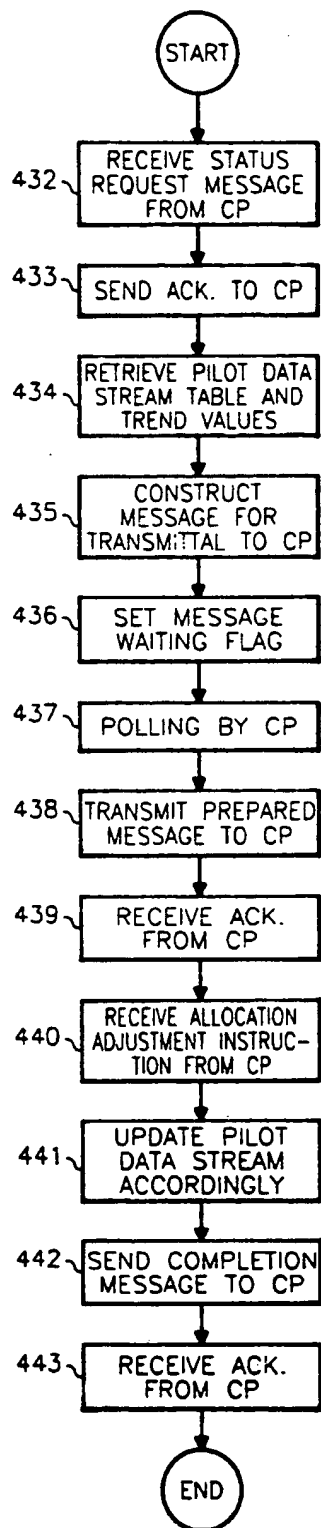 START
432
RECEIVE STATUS
REQUEST MESSAGE
FROM CP
433
SEND ACK. TO CP
434
RETRIEVE PILOT DATA
STREAM TABLE AND
TREND VALUES
435
CONSTRUCT
MESSAGE FOR
TRANSMITTAL TO CP
436
SET MESSAGE
WAITING FLAG
437
POLLING BY CP
438
TRANSMIT PREPARED
MESSAGE TO CP
439
RECEIVE ACK.
FROM CP
440
RECEIVE ALLOCATION
ADJUSTMENT INSTRUC-
TION FROM CP
441
UPDATE PILOT
DATA STREAM
ACCORDINGLY
442
SEND COMPLETION
MESSAGE TO CP
443
RECEIVE ACK.
FROM CP
END